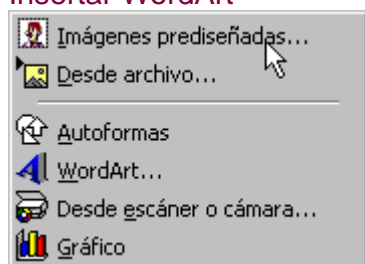 Insertar WordArt
Imágenes prediseñadas...
Desde archivo...
Autoformas
WordArt...
Desde escáner o cámara...
Gráfico